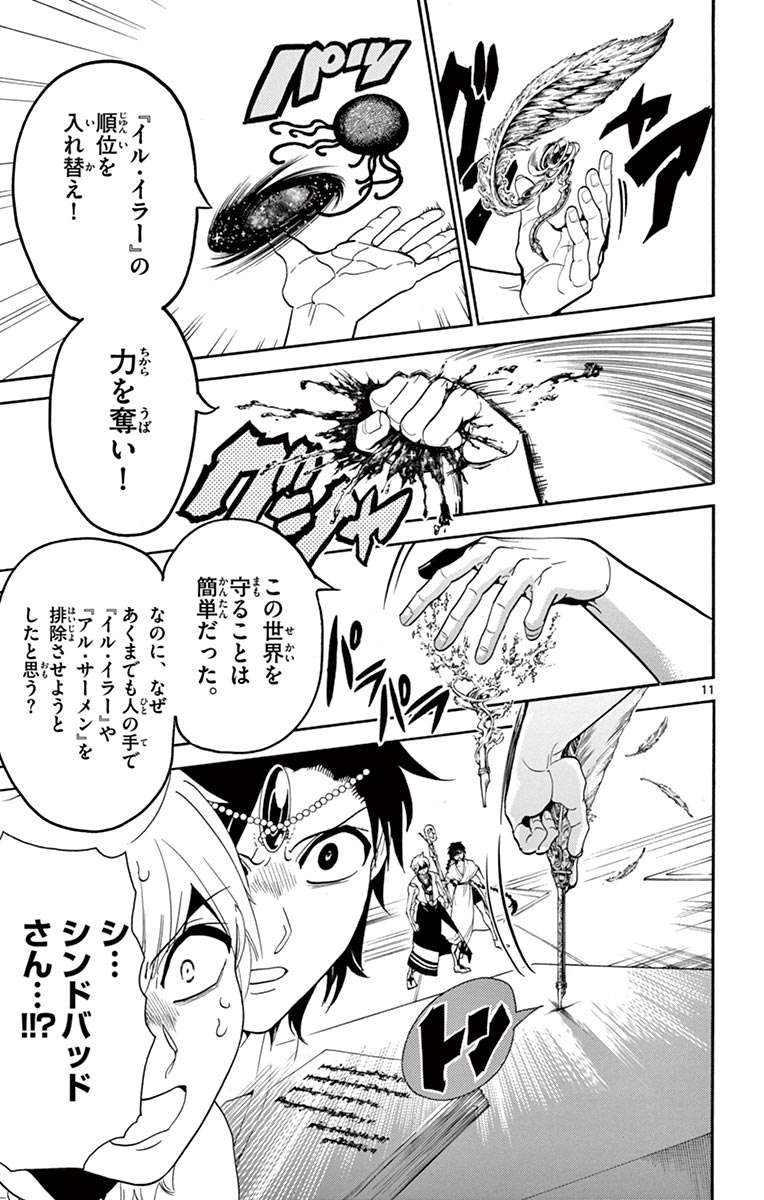 グヤァ
パッ
『イル・イラー』の
順位を
入れ替え！
力を奪い！
グシャ
この世界を
守ることは
簡単だった。
なのに、なぜ
あくまでも人の手で
『イル・イラー』や
『アル・サーメン』を
排除させようと
したと思う？
パラパラ
11
トン
シ…
シンドバッド
さん…!!?